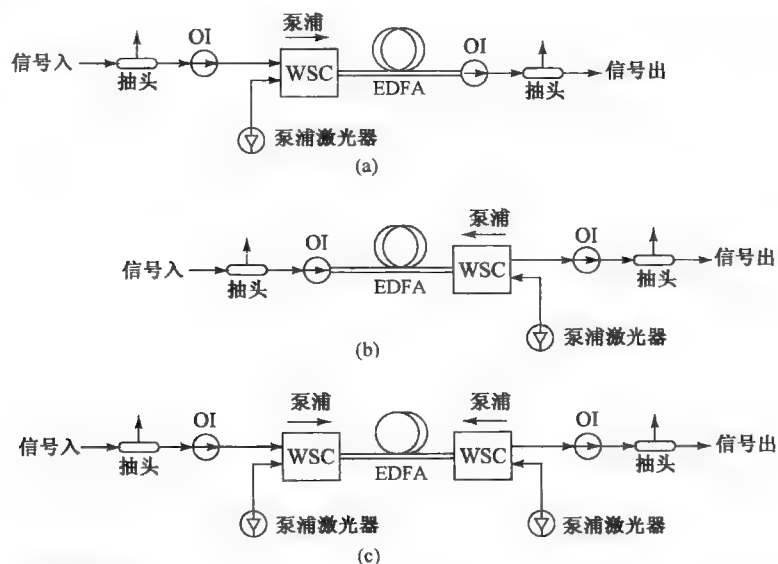 泵浦
OI
OI
信号入
WSC
信号出
抽头
EDFA
抽头
泵浦激光器
(a)
泵浦
OI
OI
信号入
WSC
信号出
抽头
EDFA
抽头
泵浦激光器
(b)
泵浦
泵浦
OI
OI
信号入
WSC
WSC
信号出
抽头
EDFA
抽头
泵浦激光器
泵浦激光器
(c)